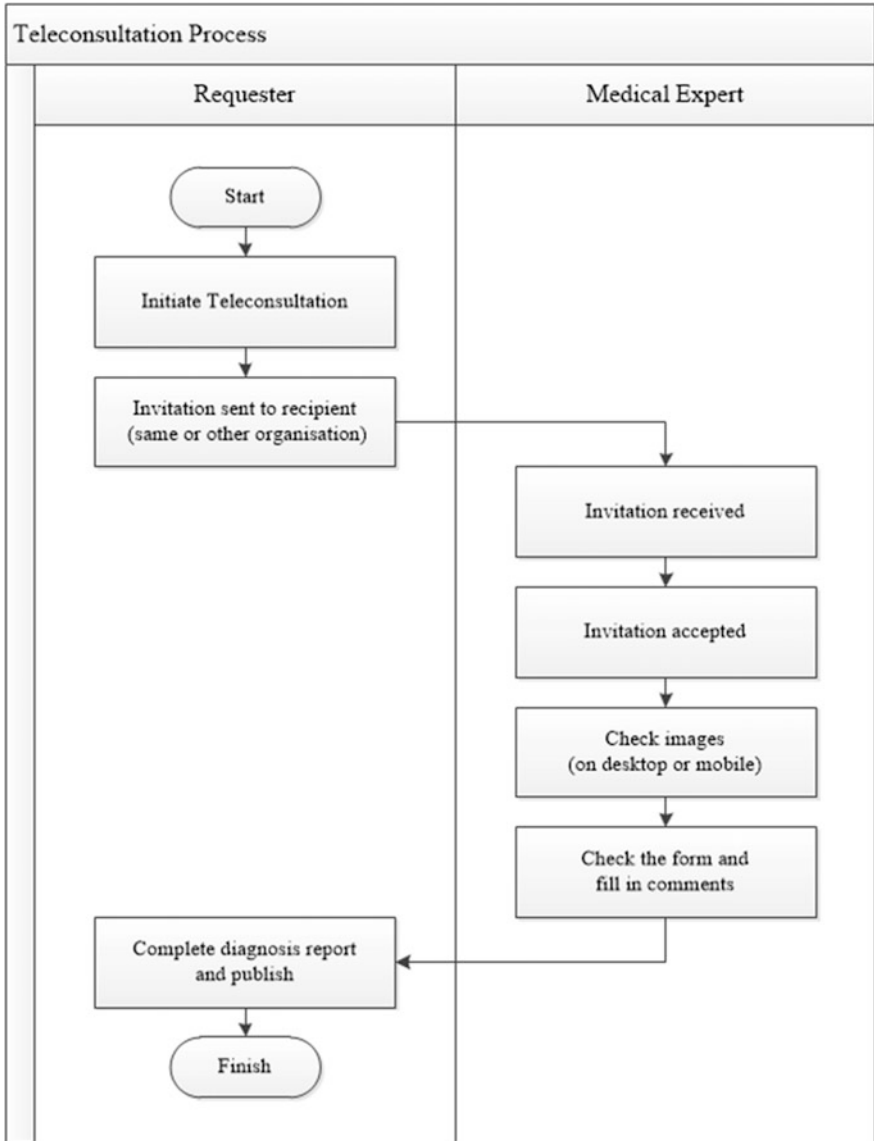 Teleconsultation Process
Requester
Medical Expert
Start
Initiate Teleconsultation
Invitation sent to recipient
(same or other organisation)
Invitation received
Invitation accepted
Check images
(on desktop or mobile)
Check the form and
fill in comments
Complete diagnosis report
and publish
Finish